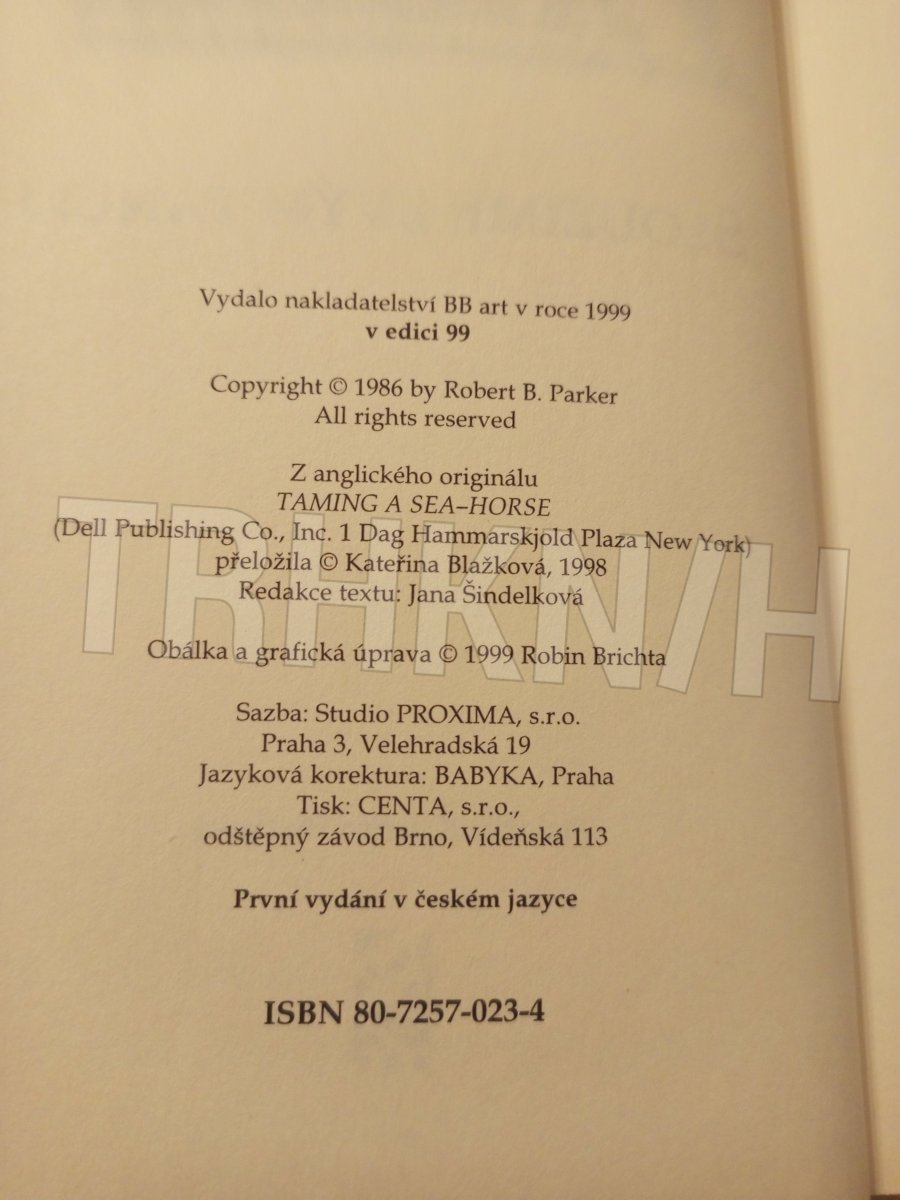 Vydalo nakladatelství BB art v roce 1999
v edici 99
Copyright © 1986 by Robert B. Parker
All rights reserved
Z anglického originálu
TAMING A SEA–HORSE
(Dell Publishing Co., Inc. 1 Dag Hammarskjold Plaza New York)
přeložila © Kateřina Blažková, 1998
Redakce textu: Jana Šindelková
TRHKNIH
Obálka a grafická úprava © 1999 Robin Brichta
Sazba: Studio PROXIMA, s.r.o.
Praha 3, Velehradská 19
Jazyková korektura: BABYKA, Praha
Tisk: CENTA, s.r.o.,
odštěpný závod Brno, Vídeňská 113
První vydání v českém jazyce
ISBN 80-7257-023-4